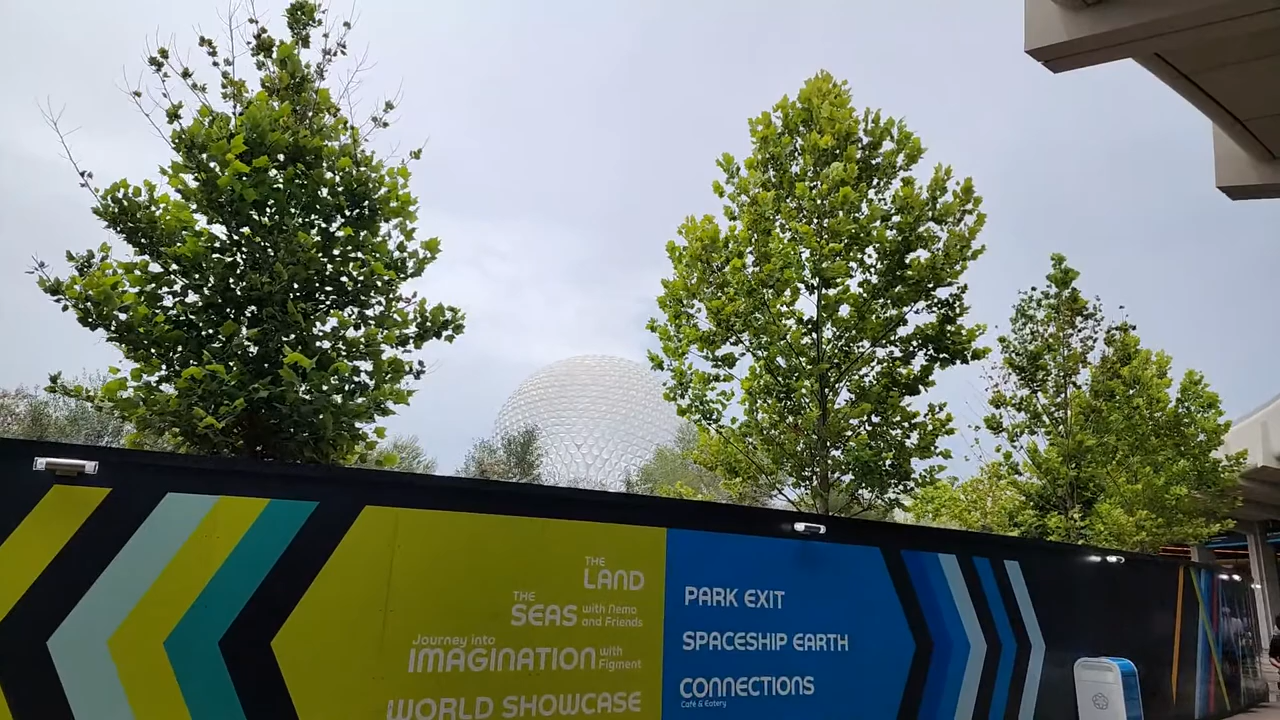 THE
LAND
THE
SEAS with Nemo
and Friends
Journey into
IMAGINATION with
Figment
WORLD SHOWCASE
PARK EXIT
SPACESHIP EARTH
CONNECTIONS
Café & Eatery